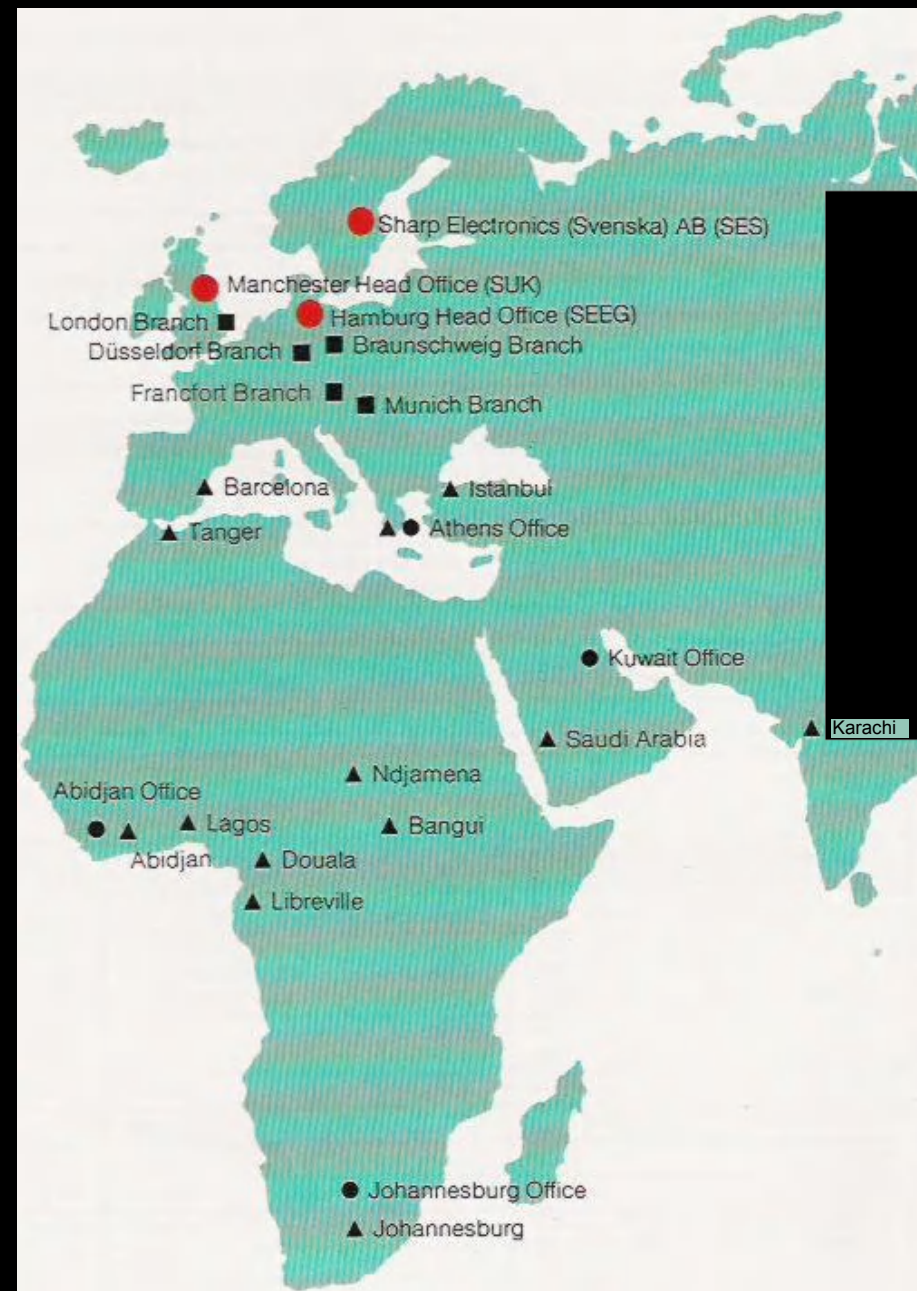 Sharp Electronics (Svenska) AB (SES)
Manchester Head Office (SUK)
Hamburg Head Office (SEEG)
London Branch
Düsseldorf Branch
Braunschweig Branch
Francfort Branch
Munich Branch
Barcelona
Istanbul
Tanger
Athens Office
Kuwait Office
Karachi
Saudi Arabia
Ndjamena
Abidjan Office
Lagos
Bangui
Abidjan
Douala
Libreville
Johannesburg Office
Johannesburg